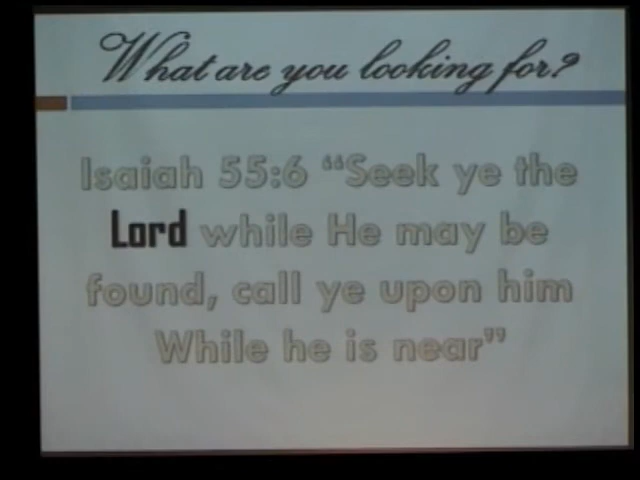 What are you looking for?
Isaiah 55:6 “Seek ye the
Lord while He may be
found, call ye upon him
While he is near”